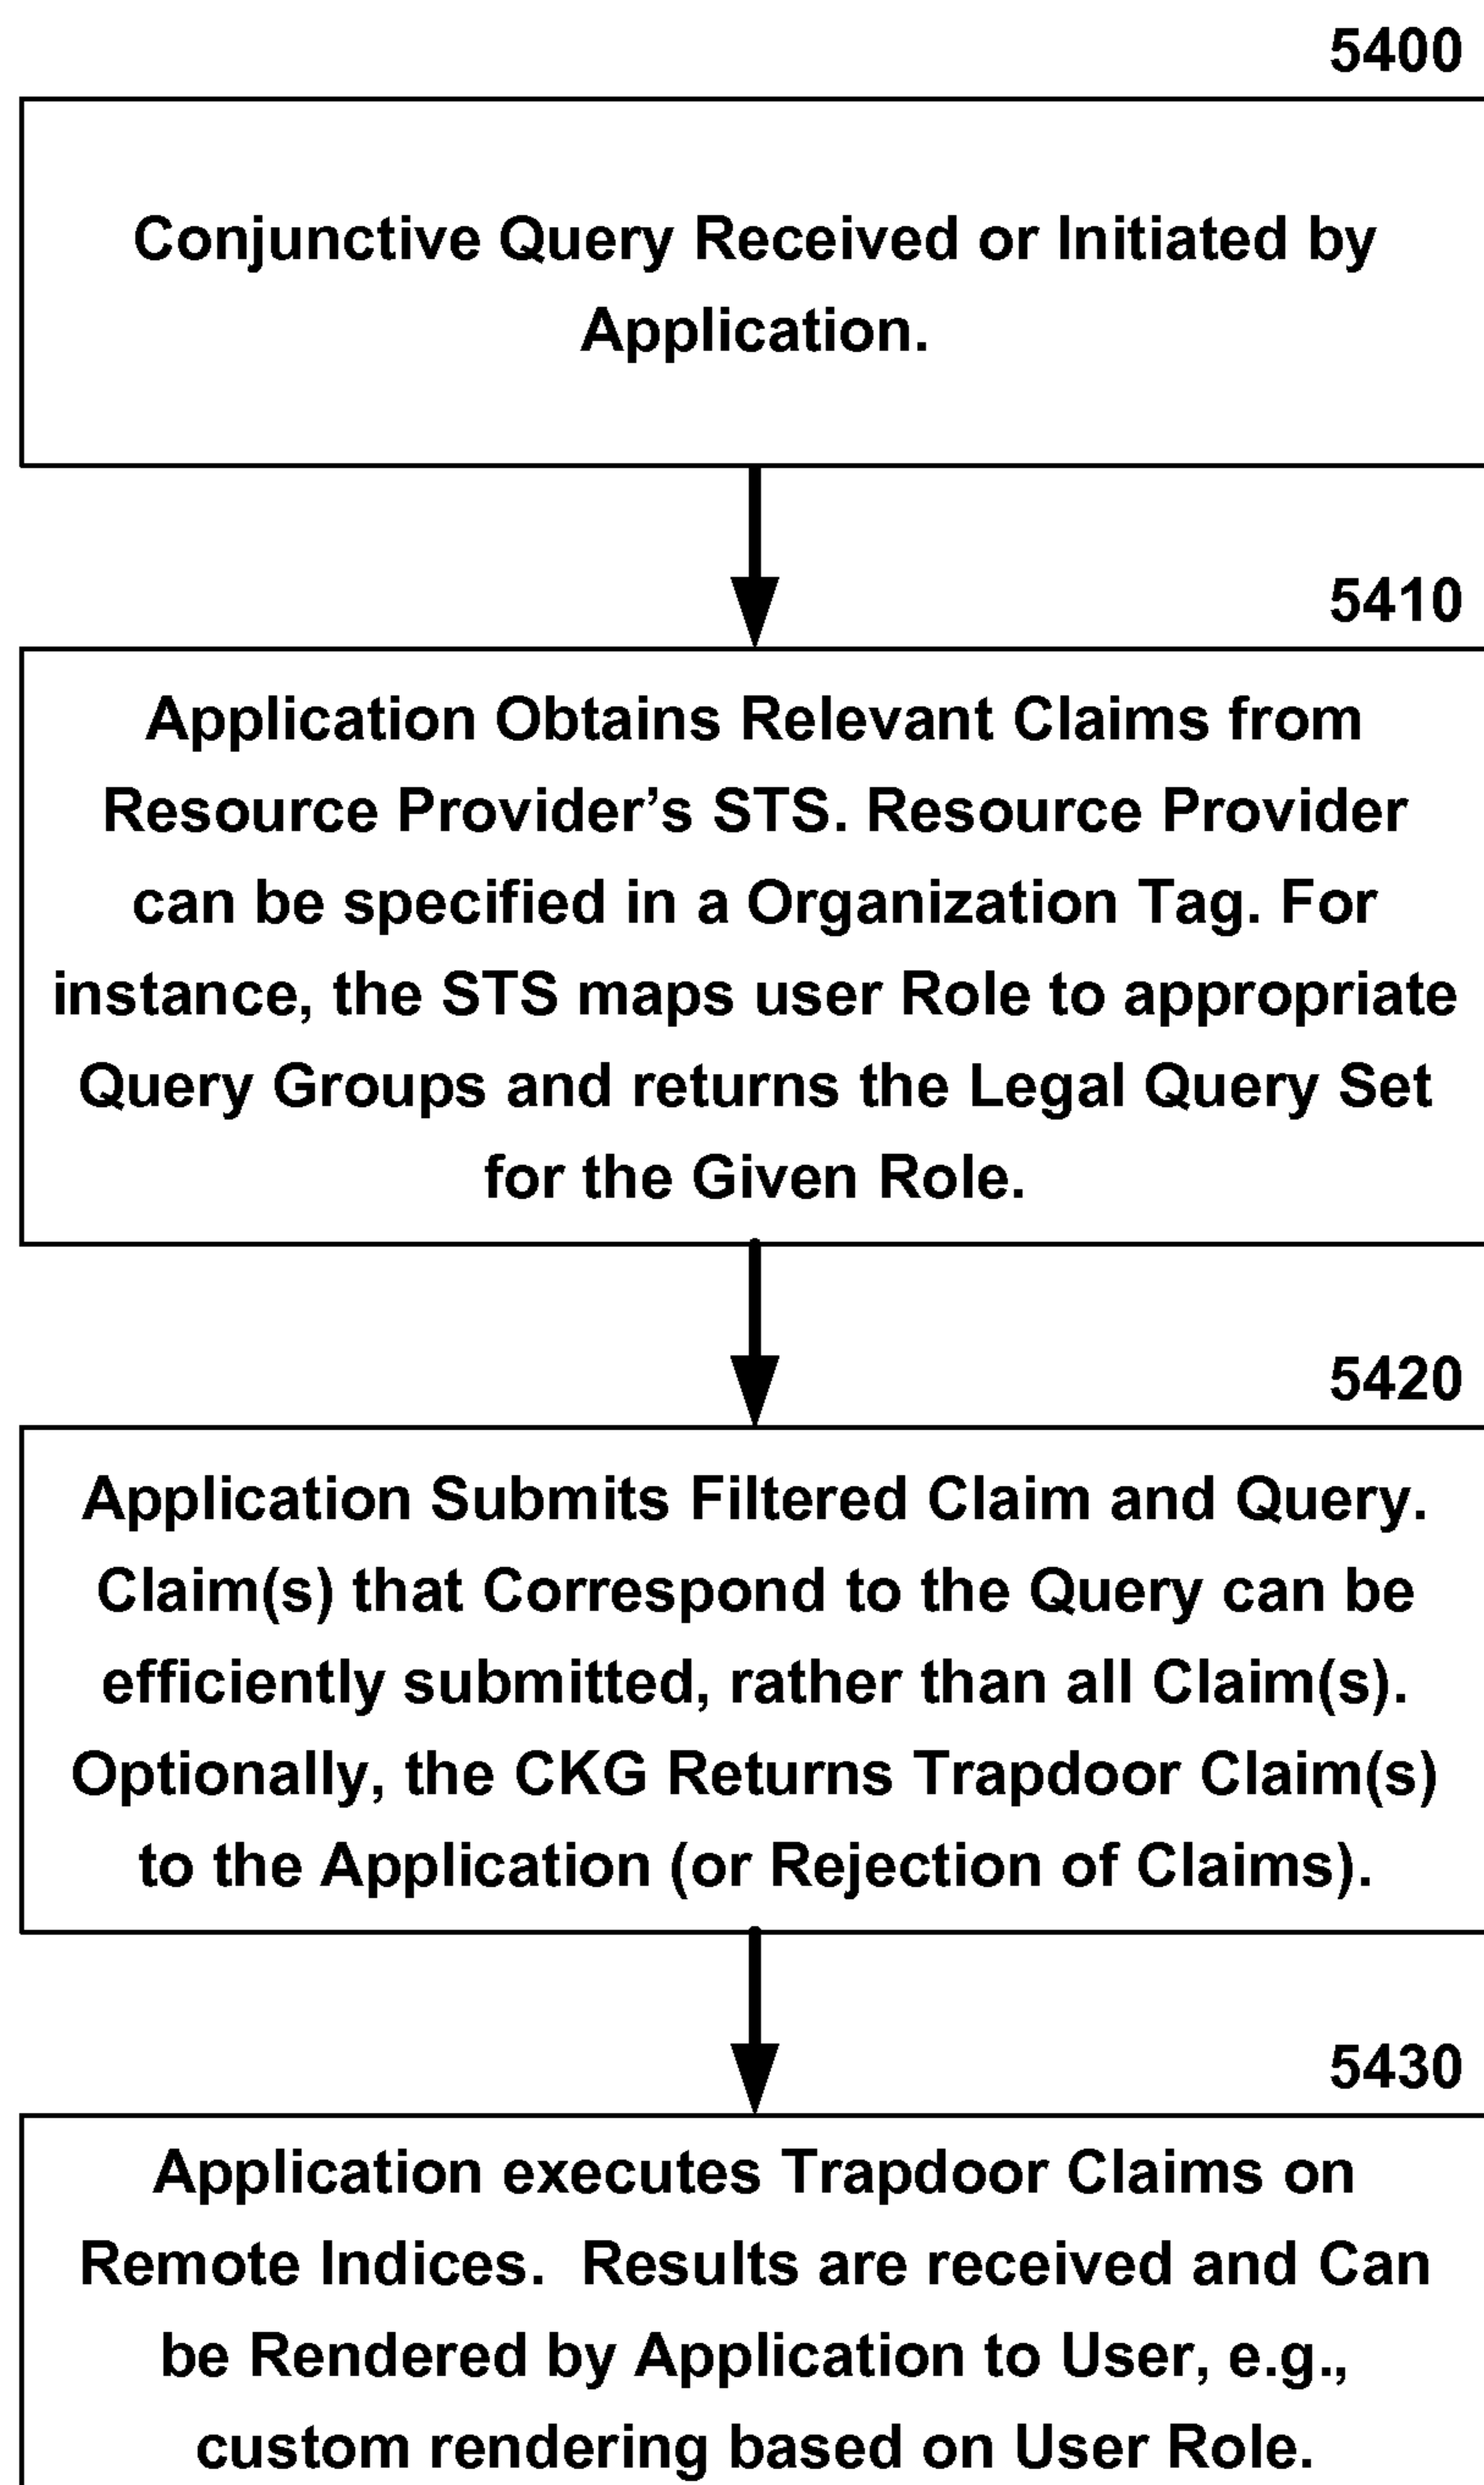 5400
Conjunctive Query Received or Initiated by
Application.
5410
Application Obtains Relevant Claims from
Resource Provider’s STS. Resource Provider
can be specified in a Organization Tag. For
instance, the STS maps user Role to appropriate
Query Groups and returns the Legal Query Set
for the Given Role.
5420
Application Submits Filtered Claim and Query.
Claim(s) that Correspond to the Query can be
efficiently submitted, rather than all Claim(s).
Optionally, the CKG Returns Trapdoor Claim(s)
to the Application (or Rejection of Claims).
5430
Application executes Trapdoor Claims on
Remote Indices.  Results are received and Can
be Rendered by Application to User, e.g.,
custom rendering based on User Role.